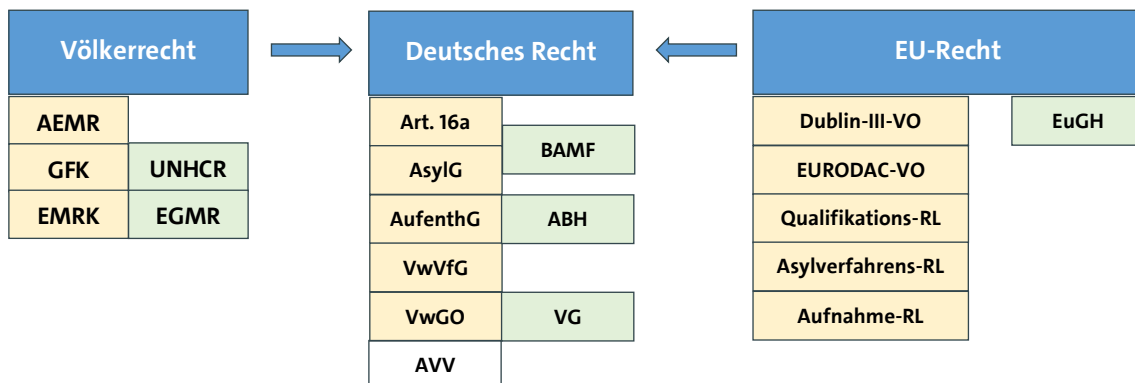 Völkerrecht
AEMR
GFK
UNHCR
EMRK
EGMR
Deutsches Recht
Art. 16a
BAMF
AsylG
AufenthG
ABH
VwVfG
VwGO
VG
AVV
EU-Recht
Dublin-III-VO
EuGH
EURODAC-VO
Qualifikations-RL
Asylverfahrens-RL
Aufnahme-RL